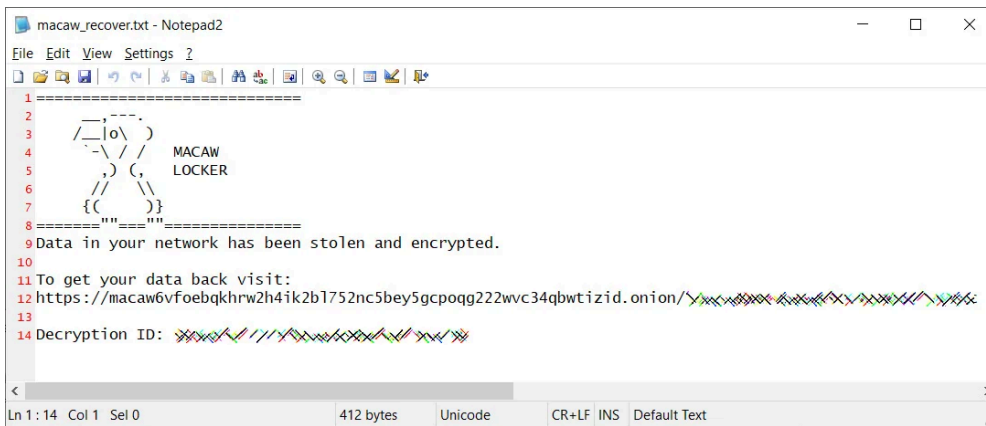 macaw_recover.txt - Notepad2
File Edit View Settings ?
1 =============================
2      __,---.
3     /__|o\  )
4      `-\ / /   MACAW
5        ,) (,   LOCKER
6       //   \\
7      {(     )}
8 =======""===""===============
9 Data in your network has been stolen and encrypted.
10
11 To get your data back visit:
12 https://macaw6vfoebqkhrw2h4ik2bl752nc5bey5gcpoqg222wvc34qbwtizid.onion/
13
14 Decryption ID:
Ln 1 : 14 Col 1 Sel 0 412 bytes Unicode CR+LF INS Default Text